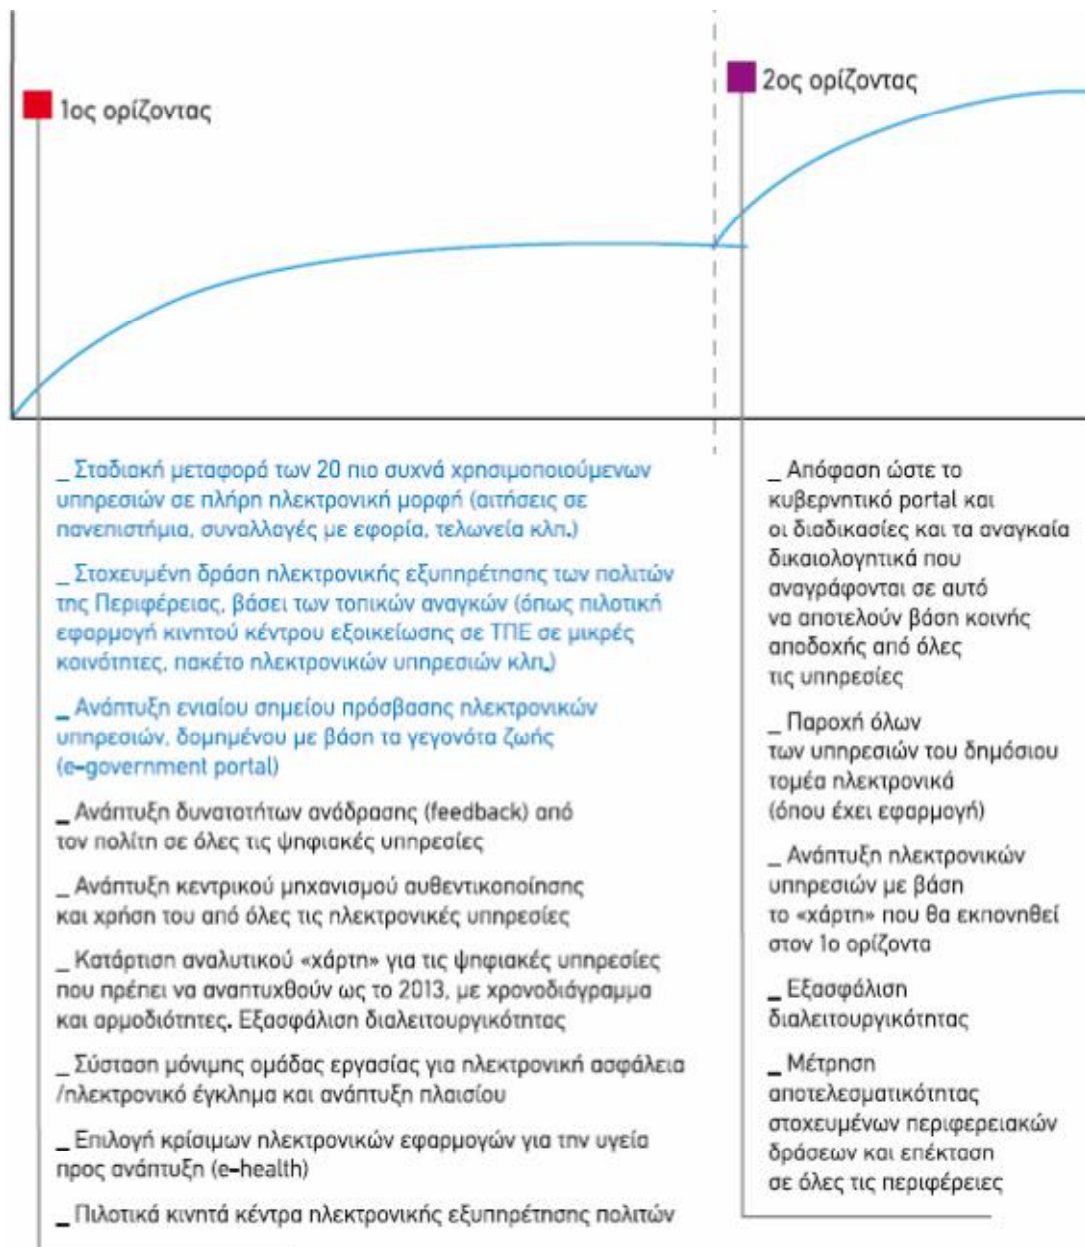 1ος ορίζοντας
_ Σταδιακή μεταφορά των 20 πιο συχνά χρησιμοποιούμενων
υπηρεσιών σε πλήρη ηλεκτρονική μορφή (αιτήσεις σε
πανεπιστήμια, συναλλαγές με εφορία, τελωνεία κλπ.)
_ Στοχευμένη δράση ηλεκτρονικής εξυπηρέτησης των πολιτών
της Περιφέρειας, βάσει των τοπικών αναγκών (όπως πιλοτική
εφαρμογή κινητού κέντρου εξοικείωσης σε ΤΠΕ σε μικρές
κοινότητες, πακέτο ηλεκτρονικών υπηρεσιών κλπ.)
_ Ανάπτυξη ενιαίου σημείου πρόσβασης ηλεκτρονικών
υπηρεσιών, δομημένου με βάση τα γεγονότα ζωής
(e-government portal)
_ Ανάπτυξη δυνατοτήτων ανάδρασης (feedback) από
τον πολίτη σε όλες τις ψηφιακές υπηρεσίες
_ Ανάπτυξη κεντρικού μηχανισμού αυθεντικοποίησης
και χρήση του από όλες τις ηλεκτρονικές υπηρεσίες
_ Κατάρτιση αναλυτικού «χάρτη» για τις ψηφιακές υπηρεσίες
που πρέπει να αναπτυχθούν ως το 2013, με χρονοδιάγραμμα
και αρμοδιότητες. Εξασφάλιση διαλειτουργικότητας
_ Σύσταση μόνιμης ομάδας εργασίας για ηλεκτρονική ασφάλεια
/ηλεκτρονικό έγκλημα και ανάπτυξη πλαισίου
_ Επιλογή κρίσιμων ηλεκτρονικών εφαρμογών για την υγεία
προς ανάπτυξη (e-health)
_ Πιλοτικά κινητά κέντρα ηλεκτρονικής εξυπηρέτησης πολιτών
2ος ορίζοντας
_ Απόφαση ώστε το
κυβερνητικό portal και
οι διαδικασίες και τα αναγκαία
δικαιολογητικά που
αναγράφονται σε αυτό
να αποτελούν βάση κοινής
αποδοχής από όλες
τις υπηρεσίες
_ Παροχή όλων
των υπηρεσιών του δημόσιου
τομέα ηλεκτρονικά
(όπου έχει εφαρμογή)
_ Ανάπτυξη ηλεκτρονικών
υπηρεσιών με βάση
το «χάρτη» που θα εκπονηθεί
στον 1ο ορίζοντα
_ Εξασφάλιση
διαλειτουργικότητας
_ Μέτρηση
αποτελεσματικότητας
στοχευμένων περιφερειακών
δράσεων και επέκταση
σε όλες τις περιφέρειες